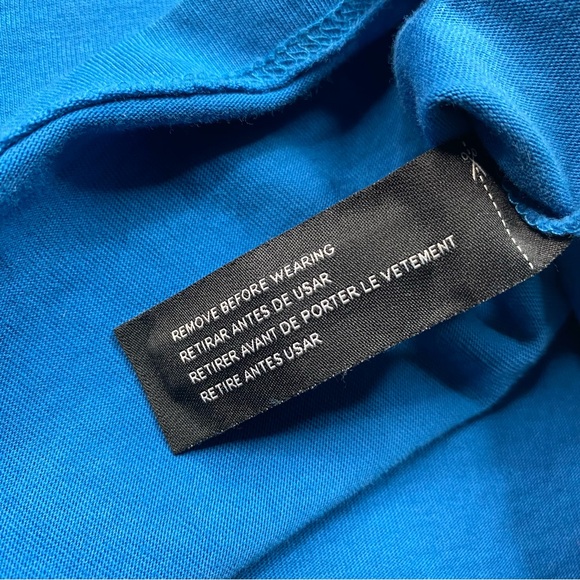 REMOVE BEFORE WEARING
RETIRAR ANTES DE USAR
RETIRER AVANT DE PORTER LE VETEMENT
RETIRE ANTES USAR